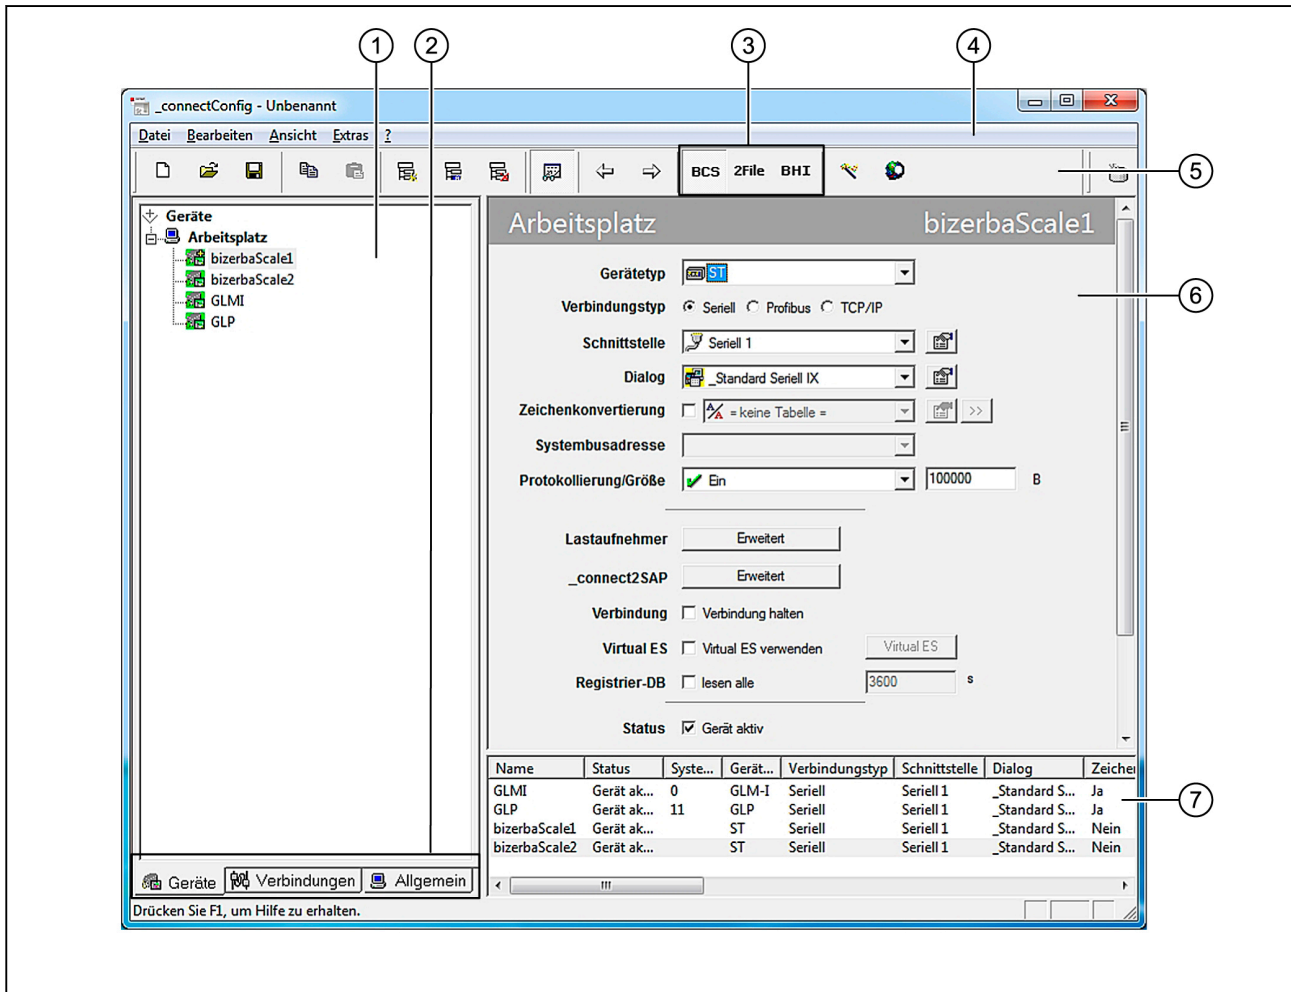 1 2 3 4
_connectConfig - Unbenannt
Datei Bearbeiten Ansicht Extras ?
BCS 2File BHI
5
Geräte
Arbeitsplatz
bizerbaScale1
bizerbaScale2
GLMI
GLP
Arbeitsplatz bizerbaScale1
Gerätetyp ST
6
Verbindungstyp Seriell Profibus TCP/IP
Schnittstelle Seriell 1
Dialog _Standard Seriell IX
Zeichenkonvertierung = keine Tabelle = >>
Systembusadresse
Protokollierung/Größe Ein 100000 B
Lastaufnehmer Erweitert
_connect2SAP Erweitert
Verbindung Verbindung halten
Virtual ES Virtual ES verwenden Virtual ES
Registrier-DB lesen alle 3600 s
Status Gerät aktiv
Name Status Syste... Gerät... Verbindungstyp Schnittstelle Dialog Zeicher
GLMI Gerät ak... 0 GLM-I Seriell Seriell 1 _Standard S... Ja
GLP Gerät ak... 11 GLP Seriell Seriell 1 _Standard S... Ja
7
bizerbaScale1 Gerät ak... ST Seriell Seriell 1 _Standard S... Nein
bizerbaScale2 Gerät ak... ST Seriell Seriell 1 _Standard S... Nein
Geräte Verbindungen Allgemein
Drücken Sie F1, um Hilfe zu erhalten.